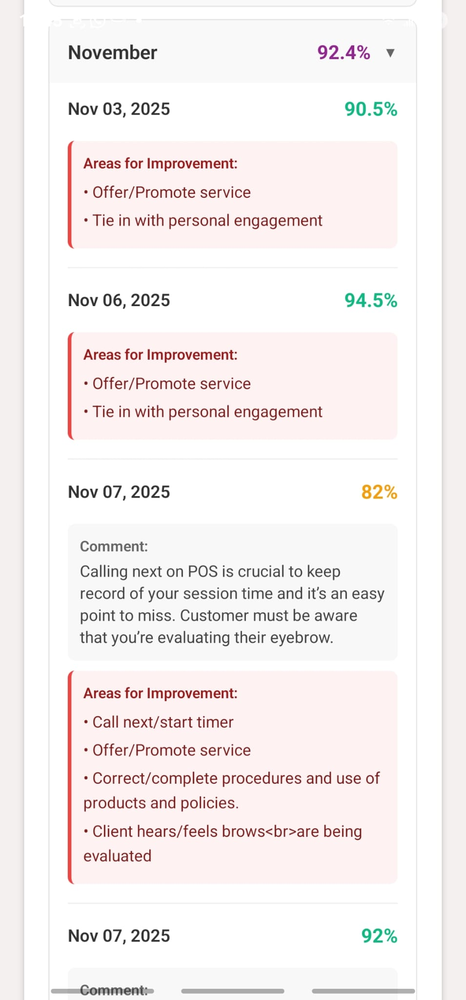 November 92.4% ▼
Nov 03, 2025 90.5%
Areas for Improvement:
• Offer/Promote service
• Tie in with personal engagement
Nov 06, 2025 94.5%
Areas for Improvement:
• Offer/Promote service
• Tie in with personal engagement
Nov 07, 2025 82%
Comment:
Calling next on POS is crucial to keep
record of your session time and it’s an easy
point to miss. Customer must be aware
that you’re evaluating their eyebrow.
Areas for Improvement:
• Call next/start timer
• Offer/Promote service
• Correct/complete procedures and use of
products and policies.
• Client hears/feels brows<br>are being
evaluated
Nov 07, 2025 92%
Comment: